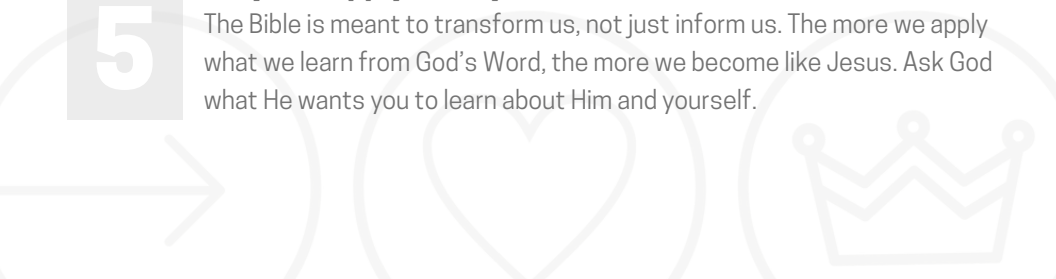 5
The Bible is meant to transform us, not just inform us. The more we apply
what we learn from God's Word, the more we become like Jesus. Ask God
what He wants you to learn about Him and yourself.